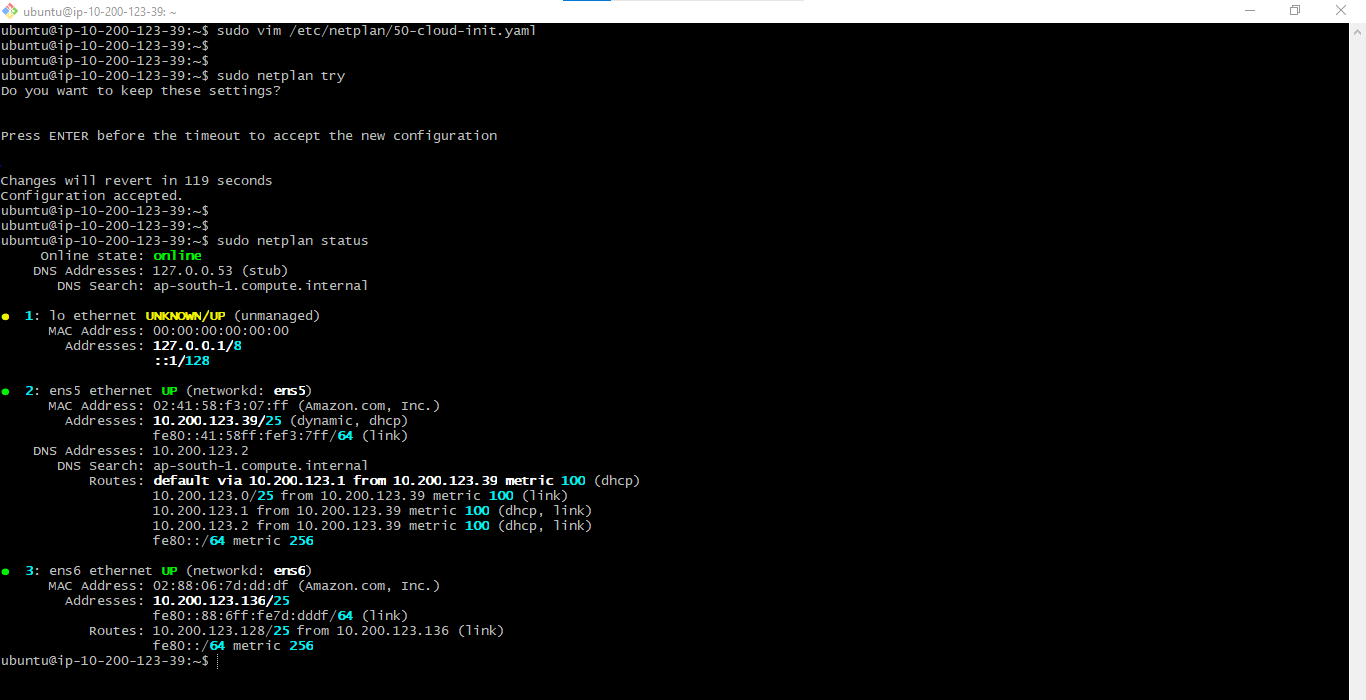 ubuntu@ip-10-200-123-39: ~
ubuntu@ip-10-200-123-39:~$ sudo vim /etc/netplan/50-cloud-init.yaml
ubuntu@ip-10-200-123-39:~$
ubuntu@ip-10-200-123-39:~$
ubuntu@ip-10-200-123-39:~$ sudo netplan try
Do you want to keep these settings?
Press ENTER before the timeout to accept the new configuration
Changes will revert in 119 seconds
Configuration accepted.
ubuntu@ip-10-200-123-39:~$
ubuntu@ip-10-200-123-39:~$
ubuntu@ip-10-200-123-39:~$ sudo netplan status
Online state: online
DNS Addresses: 127.0.0.53 (stub)
DNS Search: ap-south-1.compute.internal
● 1: lo ethernet UNKNOWN/UP (unmanaged)
MAC Address: 00:00:00:00:00:00
Addresses: 127.0.0.1/8
::1/128
● 2: ens5 ethernet UP (networkd: ens5)
MAC Address: 02:41:58:f3:07:ff (Amazon.com, Inc.)
Addresses: 10.200.123.39/25 (dynamic, dhcp)
fe80::41:58ff:fef3:7ff/64 (link)
DNS Addresses: 10.200.123.2
DNS Search: ap-south-1.compute.internal
Routes: default via 10.200.123.1 from 10.200.123.39 metric 100 (dhcp)
10.200.123.0/25 from 10.200.123.39 metric 100 (link)
10.200.123.1 from 10.200.123.39 metric 100 (dhcp, link)
10.200.123.2 from 10.200.123.39 metric 100 (dhcp, link)
fe80::/64 metric 256
● 3: ens6 ethernet UP (networkd: ens6)
MAC Address: 02:88:06:7d:dd:df (Amazon.com, Inc.)
Addresses: 10.200.123.136/25
fe80::88:6ff:fe7d:dddf/64 (link)
Routes: 10.200.123.128/25 from 10.200.123.136 (link)
fe80::/64 metric 256
ubuntu@ip-10-200-123-39:~$